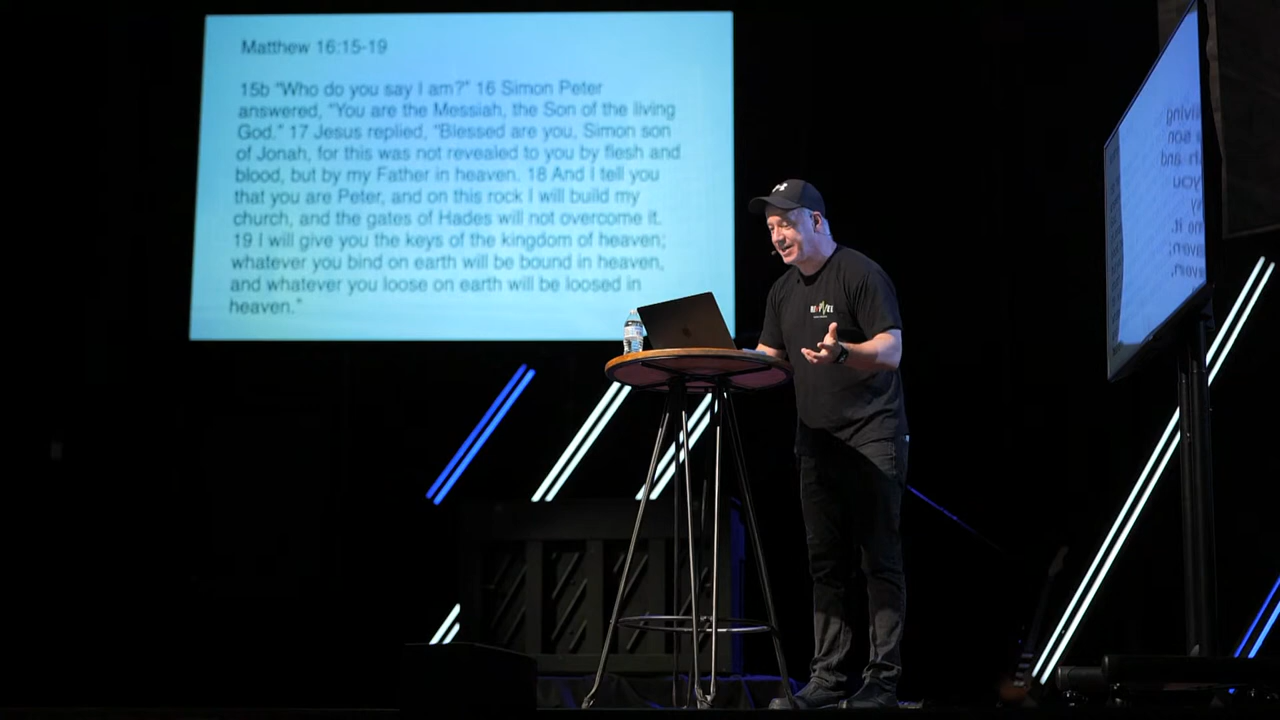 Matthew 16:15-19
15b "Who do you say I am?" 16 Simon Peter
answered, "You are the Messiah, the Son of the living
God." 17 Jesus replied, "Blessed are you, Simon son
of Jonah, for this was not revealed to you by flesh and
blood, but by my Father in heaven. 18 And I tell you
that you are Peter, and on this rock I will build my
church, and the gates of Hades will not overcome it.
19 I will give you the keys of the kingdom of heaven;
whatever you bind on earth will be bound in heaven,
and whatever you loose on earth will be loosed in
heaven."